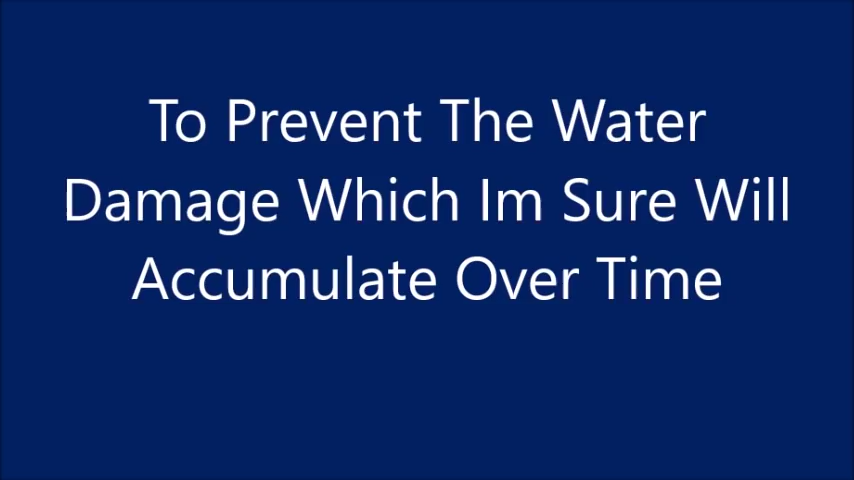 To Prevent The Water
Damage Which Im Sure Will
Accumulate Over Time